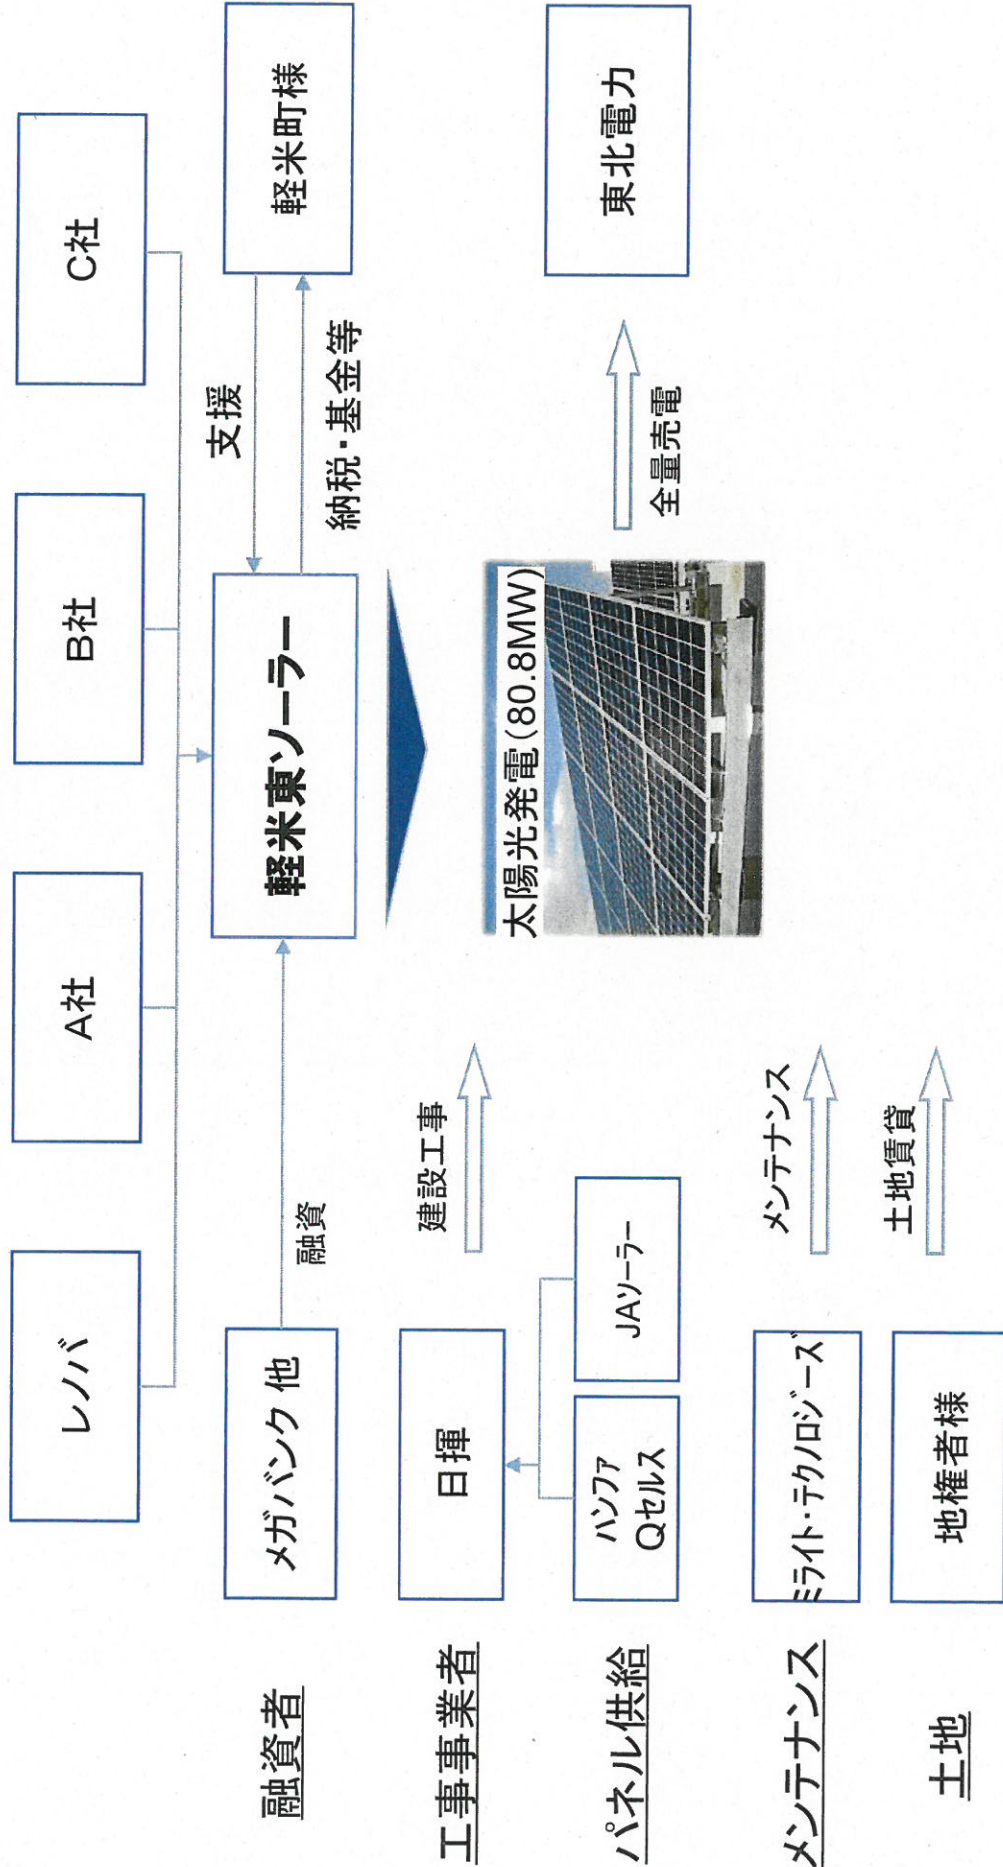 レノバ
A社
B社
C社
融資者
メガバンク 他
融資
軽米東ソーラー
支援
納税・基金等
軽米町様
工事事業者
日揮
建設工事
太陽光発電(80.8MW)
全量売電
東北電力
パネル供給
ハンファ
Qセルス
JAソーラー
メンテナンス
ミライト・テクノロジーズ
メンテナンス
土地
地権者様
土地賃貸